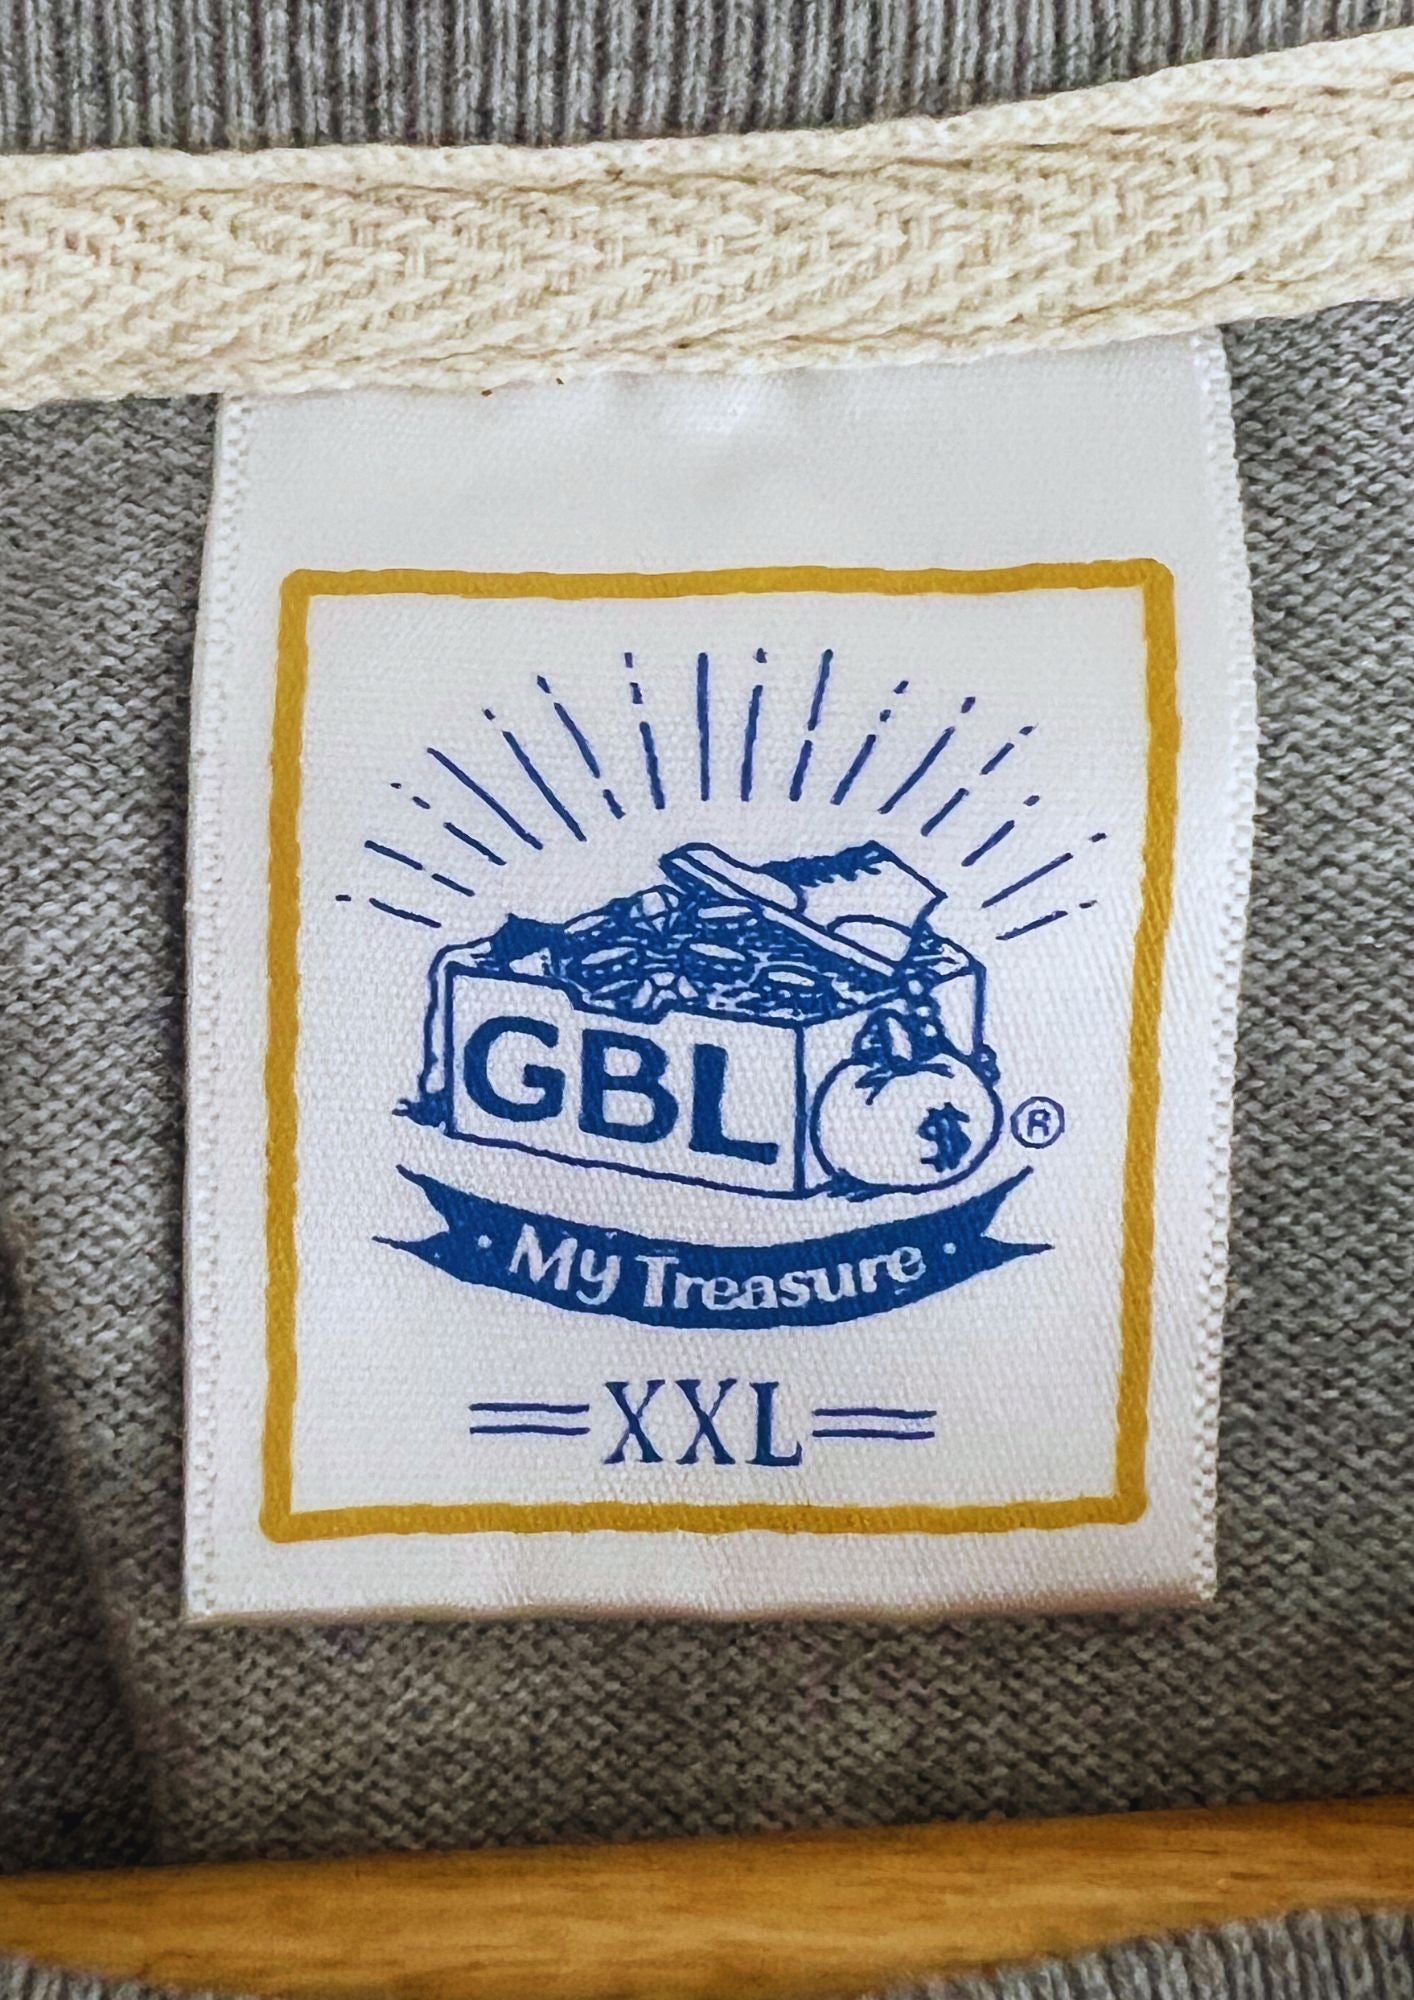 GBL
$
®
· My Treasure ·
XXL